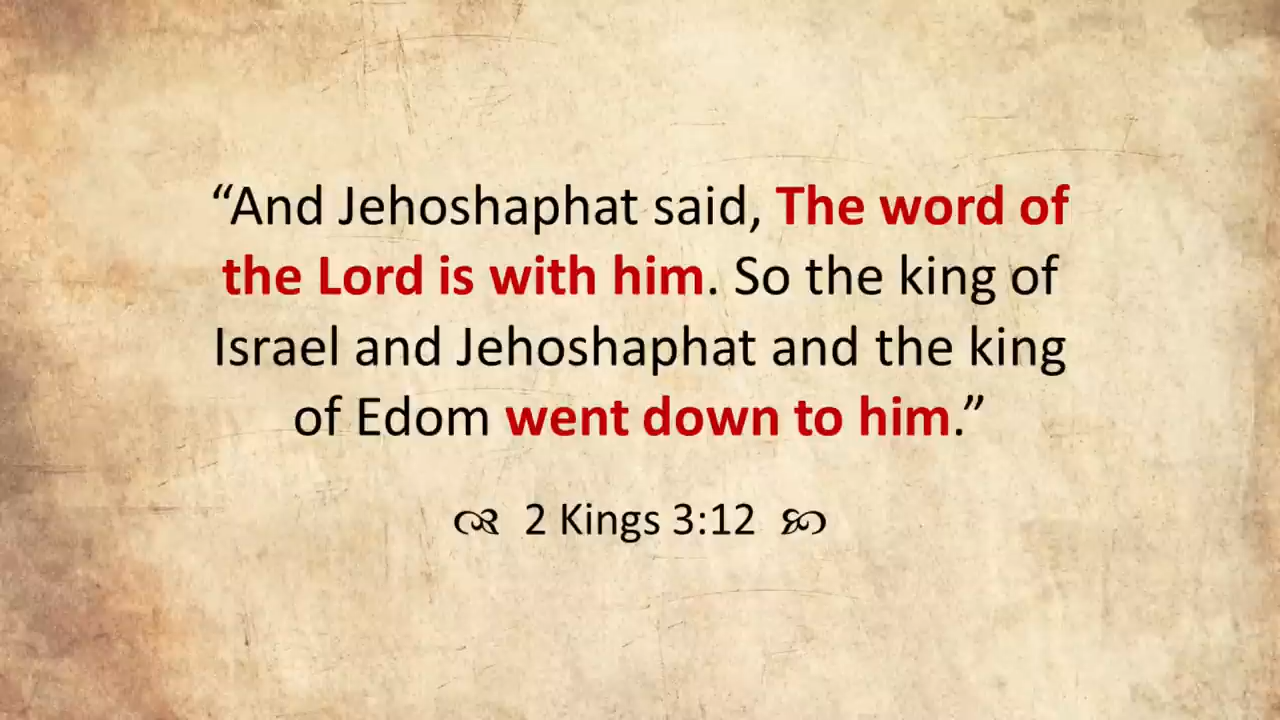 “And Jehoshaphat said, The word of
the Lord is with him. So the king of
Israel and Jehoshaphat and the king
of Edom went down to him.”
2 Kings 3:12